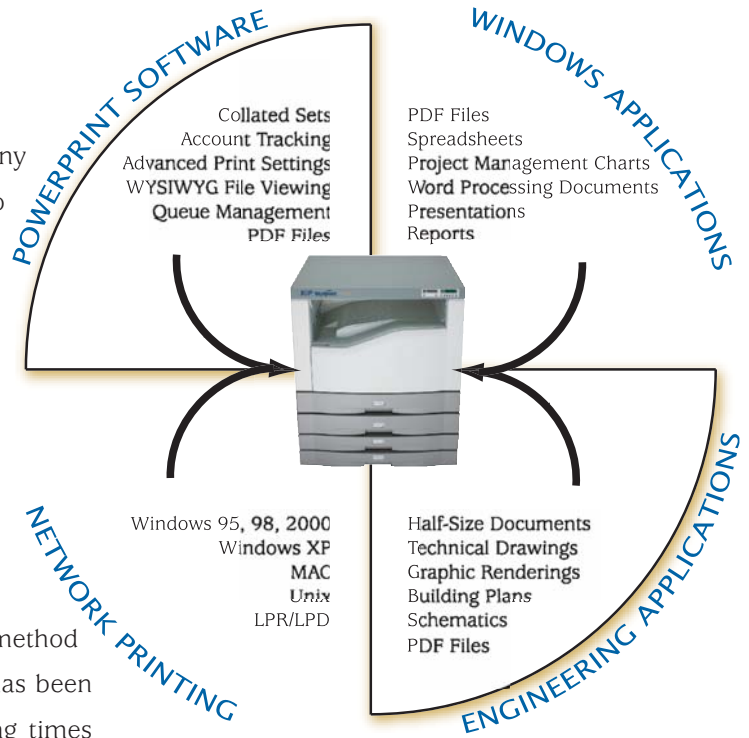 POWERPRINT SOFTWARE
Collated Sets
Account Tracking
Advanced Print Settings
WYSIWYG File Viewing
Queue Management
PDF Files
WINDOWS APPLICATIONS
PDF Files
Spreadsheets
Project Management Charts
Word Processing Documents
Presentations
Reports
ny
NETWORK PRINTING
Windows 95, 98, 2000
Windows XP
MAC
Unix
LPR/LPD
ENGINEERING APPLICATIONS
Half-Size Documents
Technical Drawings
Graphic Renderings
Building Plans
Schematics
PDF Files
method
as been
g times